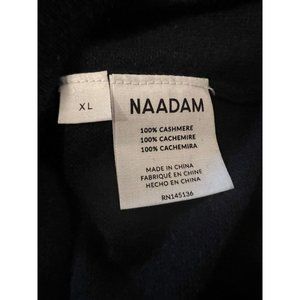 XL
NAADAM
100% CASHMERE
100% CACHEMIRE
100% CACHEMIRA
MADE IN CHINA
FABRIQUÉ EN CHINE
HECHO EN CHINA
RN145136